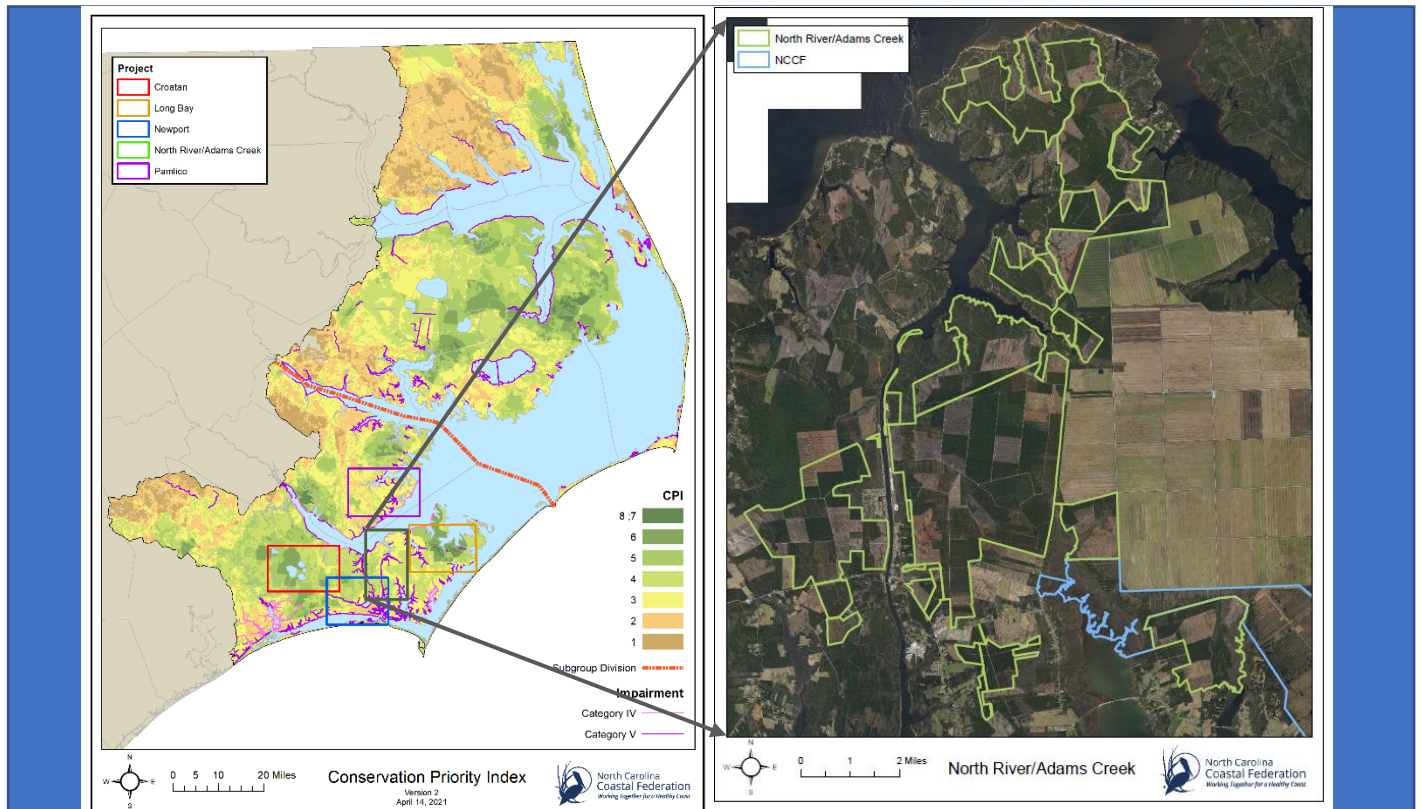 Project
Croatan
Long Bay
Newport
North River/Adams Creek
Pamlico
CPI
8 ;7
6
5
4
3
2
1
Subgroup Division
Impairment
Category IV
Category V
N
W E
S
0 5 10 20 Miles
Conservation Priority Index
Version 2
April 14, 2021
North Carolina
Coastal Federation
Working Together for a Healthy Coast
North River/Adams Creek
NCCF
N
W E
S
0 1 2 Miles
North River/Adams Creek
North Carolina
Coastal Federation
Working Together for a Healthy Coast